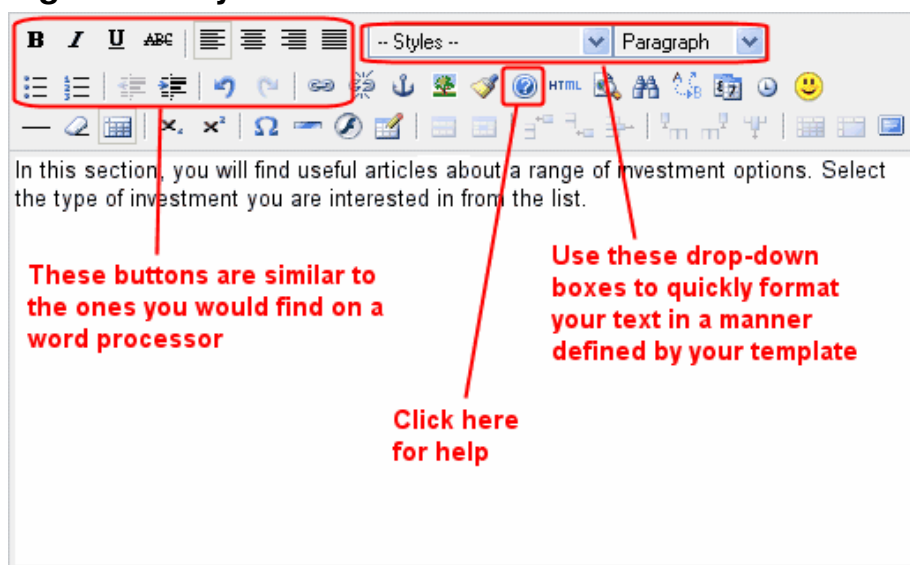 B I U ABC -- Styles -- Paragraph
HTML
In this section, you will find useful articles about a range of investment options. Select
the type of investment you are interested in from the list.
These buttons are similar to
the ones you would find on a
word processor
Use these drop-down
boxes to quickly format
your text in a manner
defined by your template
Click here
for help